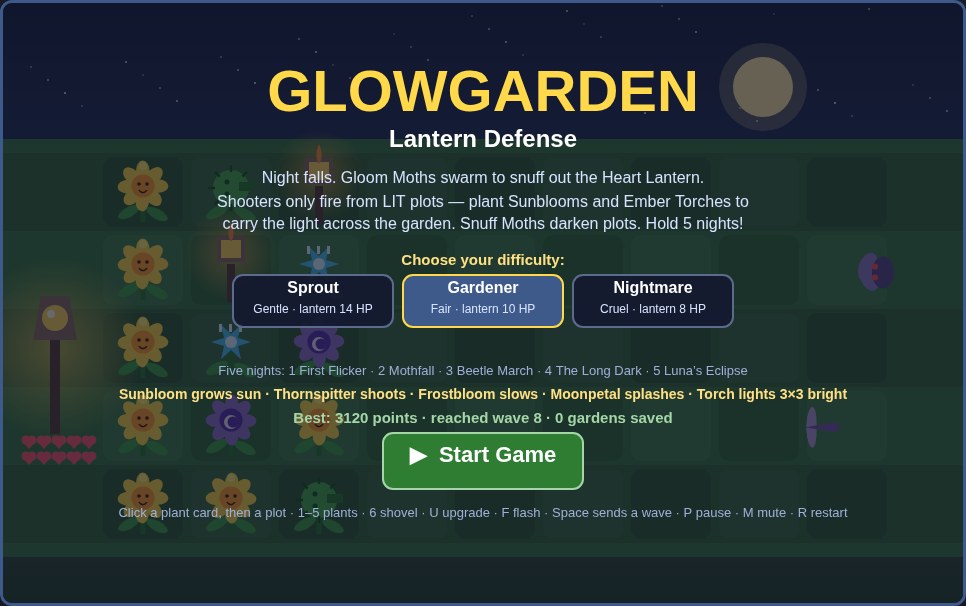 GLOWGARDEN
Lantern Defense
Night falls. Gloom Moths swarm to snuff out the Heart Lantern.
Shooters only fire from LIT plots — plant Sunblooms and Ember Torches to
carry the light across the garden. Snuff Moths darken plots. Hold 5 nights!
Choose your difficulty:
Sprout
Gentle · lantern 14 HP
Gardener
Fair · lantern 10 HP
Nightmare
Cruel · lantern 8 HP
Five nights: 1 First Flicker · 2 Mothfall · 3 Beetle March · 4 The Long Dark · 5 Luna's Eclipse
Sunbloom grows sun · Thornspitter shoots · Frostbloom slows · Moonpetal splashes · Torch lights 3×3 bright
Best: 3120 points · reached wave 8 · 0 gardens saved
▶ Start Game
Click a plant card, then a plot · 1–5 plants · 6 shovel · U upgrade · F flash · Space sends a wave · P pause · M mute · R restart